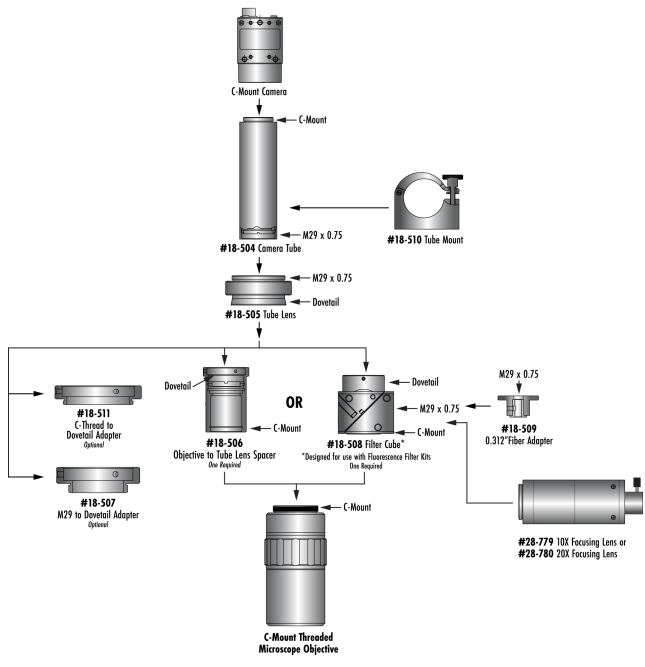 C-Mount Camera
C-Mount
M29 x 0.75
#18-504 Camera Tube
#18-510 Tube Mount
M29 x 0.75
Dovetail
#18-505 Tube Lens
#18-511
C-Thread to
Dovetail Adapter
Optional
#18-507
M29 to Dovetail Adapter
Optional
Dovetail
C-Mount
#18-506
Objective to Tube Lens Spacer
One Required
OR
Dovetail
M29 x 0.75
C-Mount
#18-508 Filter Cube*
*Designed for use with Fluorescence Filter Kits
One Required
M29 x 0.75
#18-509
0.312"Fiber Adapter
#28-779 10X Focusing Lens or
#28-780 20X Focusing Lens
C-Mount
C-Mount Threaded
Microscope Objective